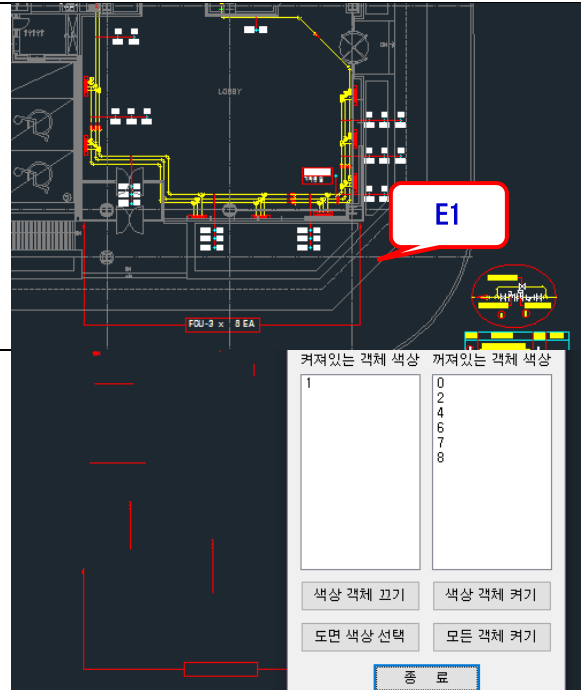 LOBBY
E1
FCU-3 x 8 EA
켜져있는 객체 색상
꺼져있는 객체 색상
1
0
2
4
6
7
8
색상 객체 끄기
색상 객체 켜기
도면 색상 선택
모든 객체 켜기
종 료